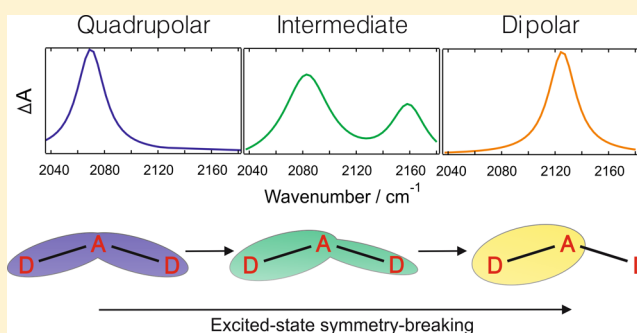 Quadrupolar Intermediate Dipolar
ΔA
2040 2080 2120 2160 2040 2080 2120 2160 2040 2080 2120 2160
Wavenumber / cm⁻¹
D A D D A D D A
Excited-state symmetry-breaking